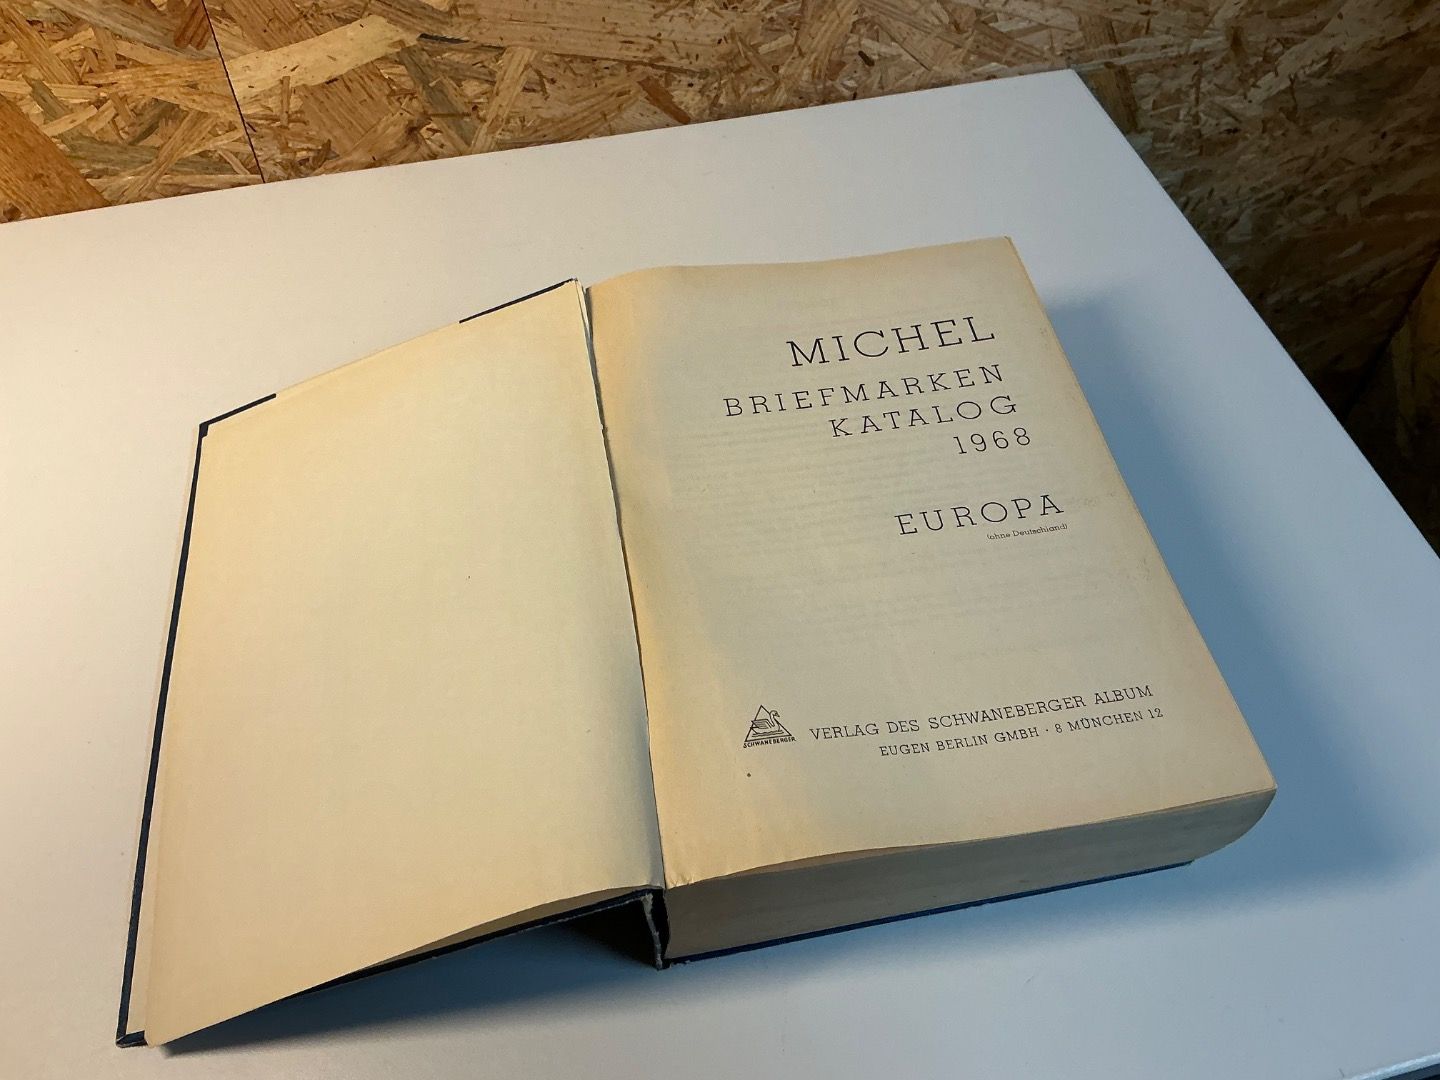 MICHEL
BRIEFMARKEN
KATALOG
1968
EUROPA
(ohne Deutschland)
SCHWANEBERGER
VERLAG DES SCHWANEBERGER ALBUM
EUGEN BERLIN GMBH · 8 MÜNCHEN 12